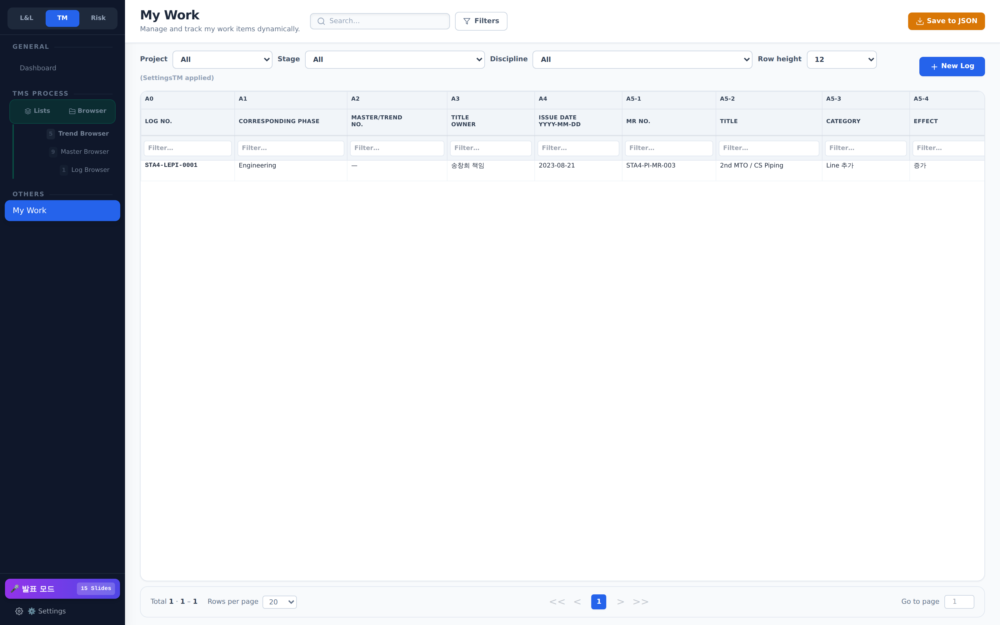 L&L TM Risk
GENERAL
Dashboard
TMS PROCESS
Lists Browser
5 Trend Browser
9 Master Browser
1 Log Browser
OTHERS
My Work
🎤 발표 모드 15 Slides
⚙️ Settings
My Work
Manage and track my work items dynamically.
Search...
Filters
Save to JSON
Project All Stage All Discipline All Row height 12
(SettingsTM applied)
+ New Log
A0 A1 A2 A3 A4 A5-1 A5-2 A5-3 A5-4
LOG NO. CORRESPONDING PHASE MASTER/TREND NO. TITLE OWNER ISSUE DATE YYYY-MM-DD MR NO. TITLE CATEGORY EFFECT
Filter... Filter... Filter... Filter... Filter... Filter... Filter... Filter... Filter...
STA4-LEPI-0001 Engineering — 송창희 책임 2023-08-21 STA4-PI-MR-003 2nd MTO / CS Piping Line 추가 증가
Total 1 · 1 – 1 Rows per page 20 << < 1 > >> Go to page 1